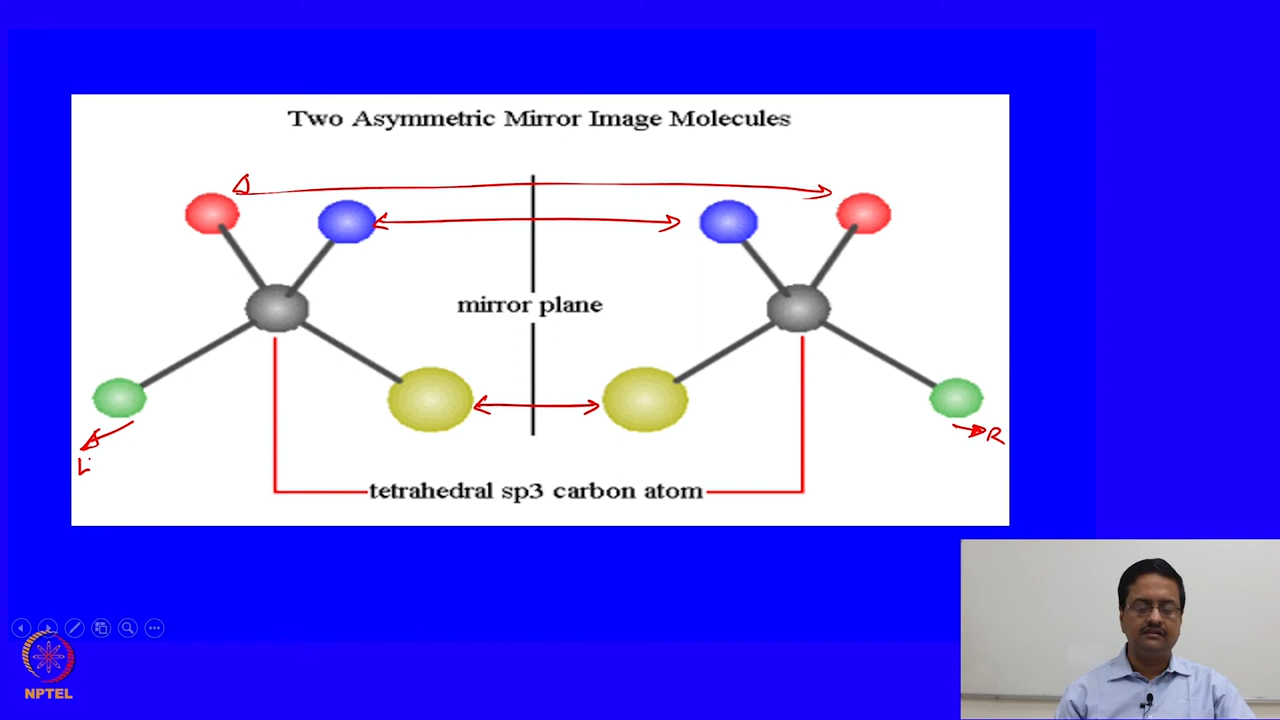 Two Asymmetric Mirror Image Molecules
mirror plane
L
R
tetrahedral sp3 carbon atom
NPTEL